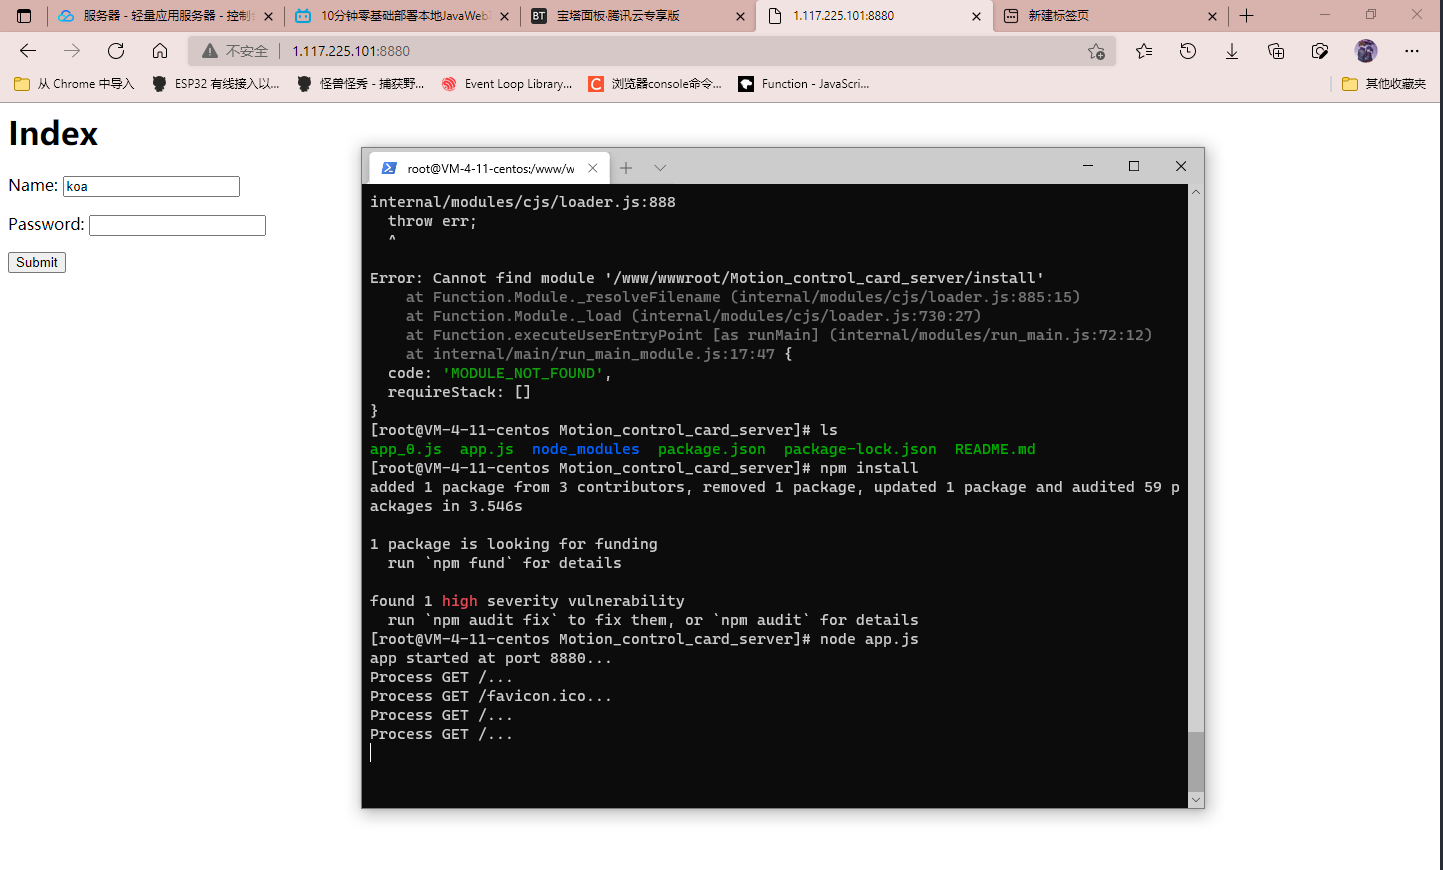 服务器 - 轻量应用服务器 - 控制
10分钟零基础部署本地JavaWeb
BT 宝塔面板·腾讯云专享版
1.117.225.101:8880
新建标签页
不安全 1.117.225.101:8880
从 Chrome 中导入
ESP32 有线接入以...
怪兽怪秀 - 捕获野...
Event Loop Library...
C 浏览器console命令...
Function - JavaScri...
其他收藏夹
Index
Name: koa
Password:
Submit
root@VM-4-11-centos:/www/w
internal/modules/cjs/loader.js:888
throw err;
^
Error: Cannot find module '/www/wwwroot/Motion_control_card_server/install'
at Function.Module._resolveFilename (internal/modules/cjs/loader.js:885:15)
at Function.Module._load (internal/modules/cjs/loader.js:730:27)
at Function.executeUserEntryPoint [as runMain] (internal/modules/run_main.js:72:12)
at internal/main/run_main_module.js:17:47 {
code: 'MODULE_NOT_FOUND',
requireStack: []
}
[root@VM-4-11-centos Motion_control_card_server]# ls
app_0.js app.js node_modules package.json package-lock.json README.md
[root@VM-4-11-centos Motion_control_card_server]# npm install
added 1 package from 3 contributors, removed 1 package, updated 1 package and audited 59 p
ackages in 3.546s
1 package is looking for funding
run `npm fund` for details
found 1 high severity vulnerability
run `npm audit fix` to fix them, or `npm audit` for details
[root@VM-4-11-centos Motion_control_card_server]# node app.js
app started at port 8880...
Process GET /...
Process GET /favicon.ico...
Process GET /...
Process GET /...